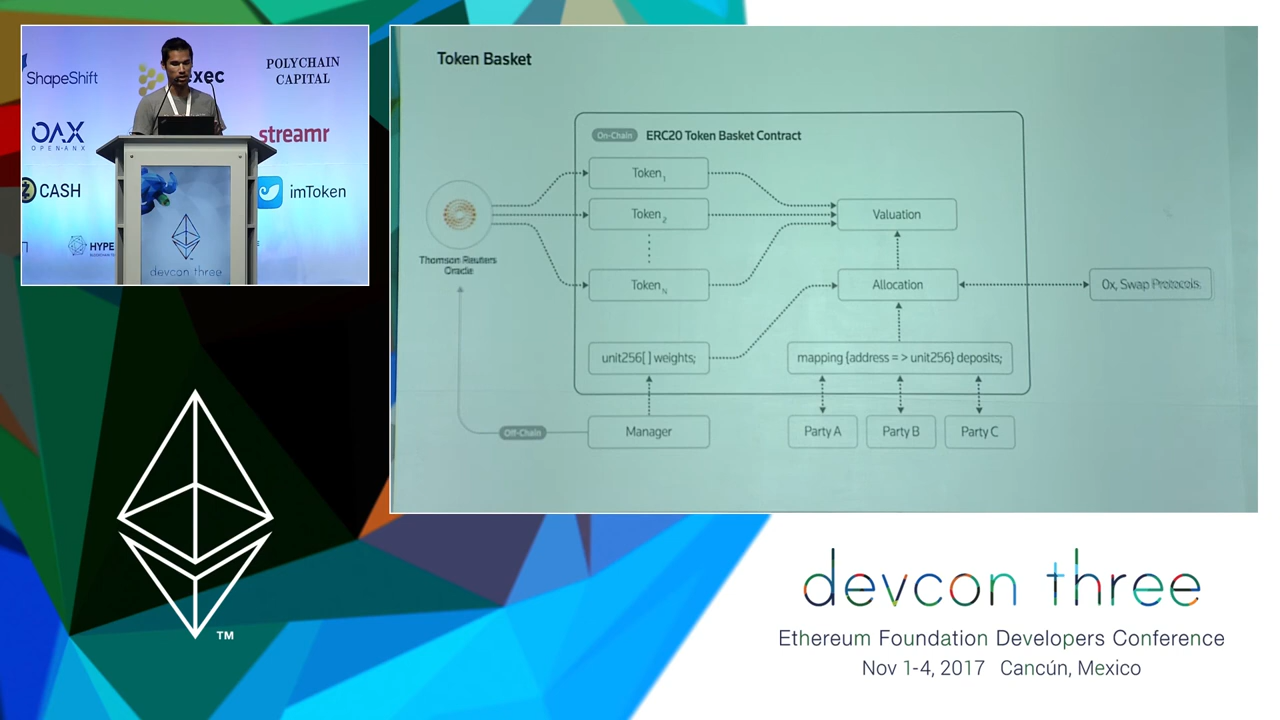 ShapeShift
exec
POLYCHAIN
CAPITAL
OAX
OPEN-ANX
streamr
CASH
imToken
HYPE
devcon three
Token Basket
On-Chain ERC20 Token Basket Contract
Token1
Token2
TokenN
Valuation
Allocation
Thomson Reuters
Oracle
0x, Swap Protocols
unit256[ ] weights;
mapping {address = > unit256} deposits;
Off-Chain
Manager
Party A
Party B
Party C
TM
devcon three
Ethereum Foundation Developers Conference
Nov 1-4, 2017 Cancún, Mexico